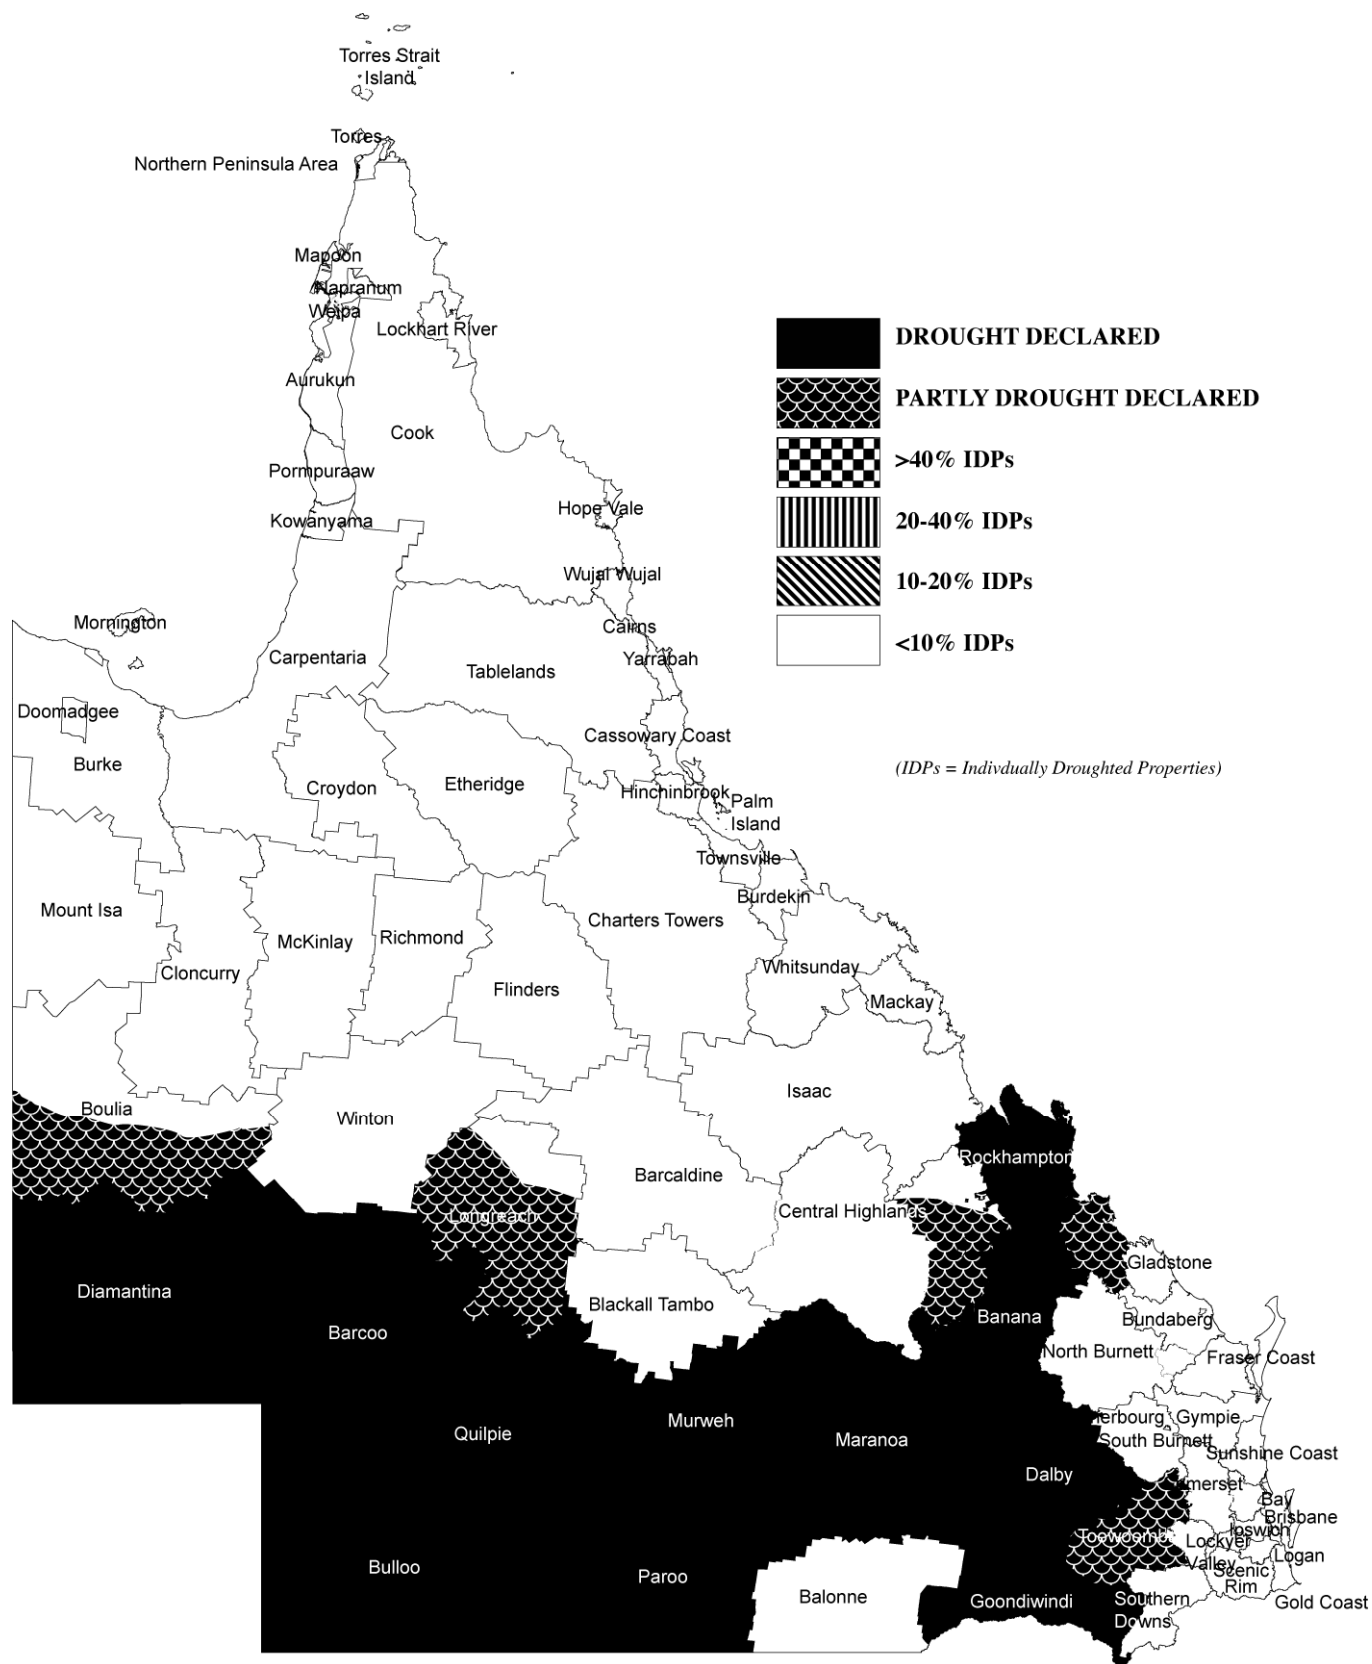 Torres Strait
Island
Torres
Northern Peninsula Area
Mapoon
Napranum
Weipa
Lockhart River
DROUGHT DECLARED
Aurukun
PARTLY DROUGHT DECLARED
Cook
>40% IDPs
Pormpuraaw
Hope Vale
Kowanyama
20-40% IDPs
Wujal Wujal
10-20% IDPs
Mornington
Cairns
<10% IDPs
Carpentaria
Yarrabah
Tablelands
Doomadgee
Cassowary Coast
Burke
(IDPs = Indivdually Droughted Properties)
Croydon
Etheridge
Hinchinbrook
Palm
Island
Townsville
Burdekin
Mount Isa
Charters Towers
Richmond
McKinlay
Cloncurry
Whitsunday
Flinders
Mackay
Isaac
Boulia
Winton
Rockhampton
Barcaldine
Longreach
Central Highlands
Gladstone
Diamantina
Blackall Tambo
Banana
Bundaberg
Barcoo
North Burnett
Fraser Coast
Murweh
herbourg
Gympie
Quilpie
Maranoa
South Burnett
Sunshine Coast
Dalby
merset
Bay
Brisbane
Toowoomba
Ipswich
Lockyer
Valley
Logan
Bulloo
Paroo
Scenic
Rim
Balonne
Goondiwindi
Southern
Downs
Gold Coast